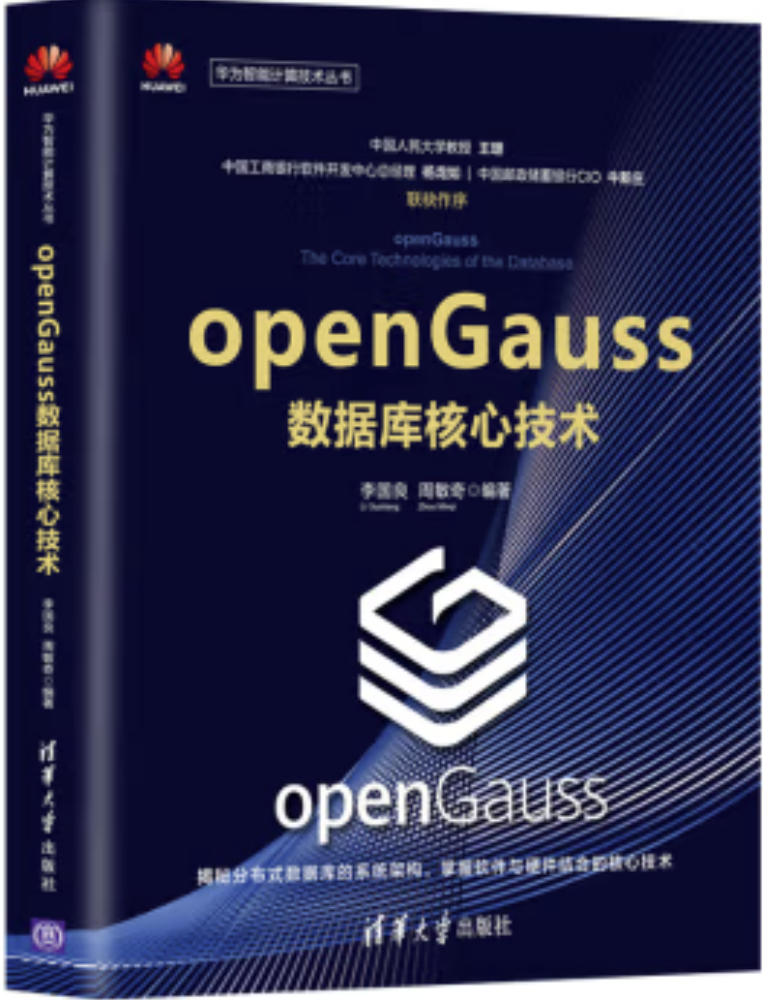 HUAWEI
华为智能计算技术丛书
openGauss数据库核心技术
李国良 周敏奇◎编著
清华大学出版社
HUAWEI
华为智能计算技术丛书
中国人民大学教授 王珊
中国工商银行软件开发中心总经理 | 中国邮政储蓄银行CIO 牛新庄
联袂作序
openGauss
The Core Technologies of the Database
openGauss
数据库核心技术
李国良 周敏奇◎编著
Li Guoliang Zhou Minqi
openGauss
揭秘分布式数据库的系统架构，掌握软件与硬件结合的核心技术
清华大学出版社